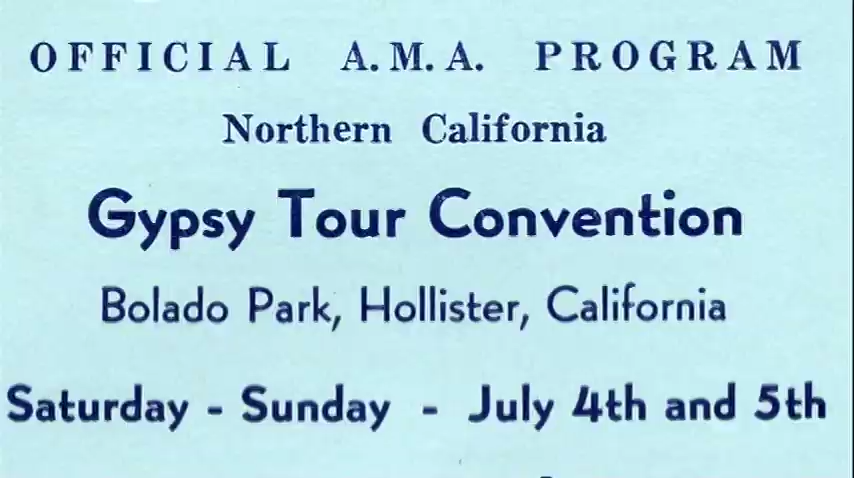 OFFICIAL A.M.A. PROGRAM
Northern California
Gypsy Tour Convention
Bolado Park, Hollister, California
Saturday - Sunday - July 4th and 5th